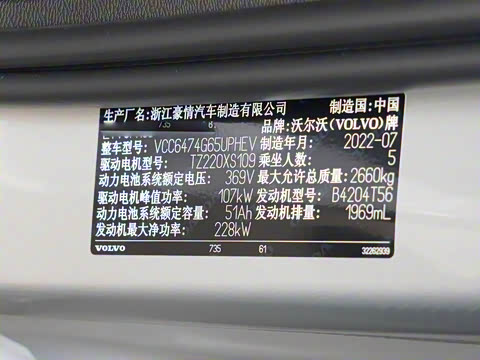 生产厂名:浙江豪情汽车制造有限公司 制造国:中国
735 61
品牌:沃尔沃(VOLVO)牌
整车型号: VCC6474G65UPHEV 制造年月: 2022-07
驱动电机型号: TZ220XS109 乘坐人数: 5
动力电池系统额定电压: 369V 最大允许总质量: 2660kg
驱动电机峰值功率: 107kW 发动机型号: B4204T56
动力电池系统额定容量: 51Ah 发动机排量: 1969mL
发动机最大净功率: 228kW
VOLVO 735 61